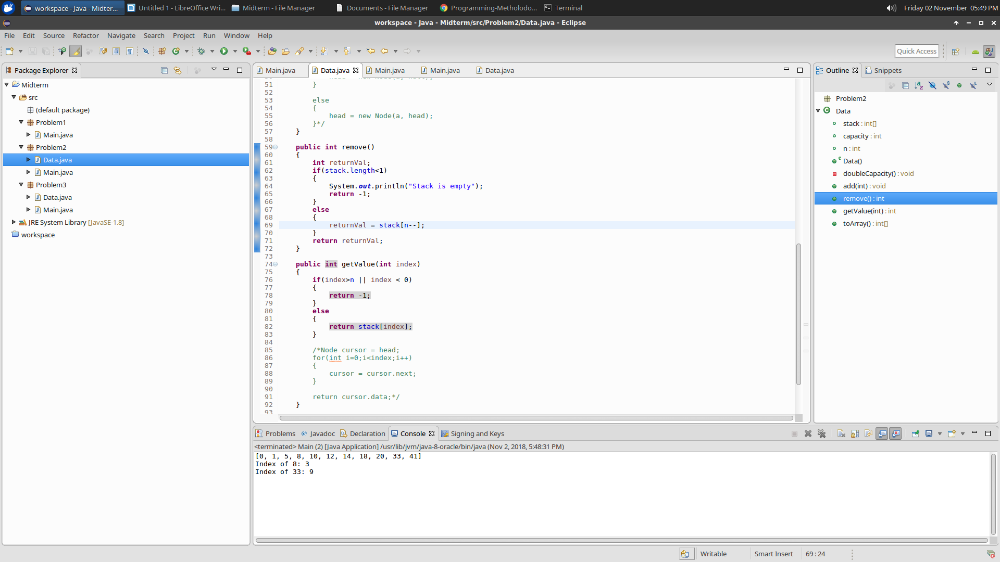 workspace - Java - Midter...
Untitled 1 - LibreOffice Wri...
Midterm - File Manager
Documents - File Manager
Programming-Metholodo...
Terminal
Friday 02 November 05:49 PM
workspace - Java - Midterm/src/Problem2/Data.java - Eclipse
File Edit Source Refactor Navigate Search Project Run Window Help
Quick Access
Package Explorer
Midterm
src
(default package)
Problem1
Main.java
Problem2
Data.java
Main.java
Problem3
Data.java
Main.java
JRE System Library [JavaSE-1.8]
workspace
Main.java Data.java Main.java Main.java Data.java
51 }
52
53 else
54 {
55 head = new Node(a, head);
56 }*/
57 }
58
59 public int remove()
60 {
61 int returnVal;
62 if(stack.length<1)
63 {
64 System.out.println("Stack is empty");
65 return -1;
66 }
67 else
68 {
69 returnVal = stack[n--];
70 }
71 return returnVal;
72 }
73
74 public int getValue(int index)
75 {
76 if(index>n || index < 0)
77 {
78 return -1;
79 }
80 else
81 {
82 return stack[index];
83 }
84
85 /*Node cursor = head;
86 for(int i=0;i<index;i++)
87 {
88 cursor = cursor.next;
89 }
90
91 return cursor.data;*/
92 }
93
Outline Snippets
Problem2
Data
stack : int[]
capacity : int
n : int
Data()
doubleCapacity() : void
add(int) : void
remove() : int
getValue(int) : int
toArray() : int[]
Problems Javadoc Declaration Console Signing and Keys
<terminated> Main (2) [Java Application] /usr/lib/jvm/java-8-oracle/bin/java (Nov 2, 2018, 5:48:31 PM)
[0, 1, 5, 8, 10, 12, 14, 18, 20, 33, 41]
Index of 8: 3
Index of 33: 9
Writable Smart Insert 69 : 24